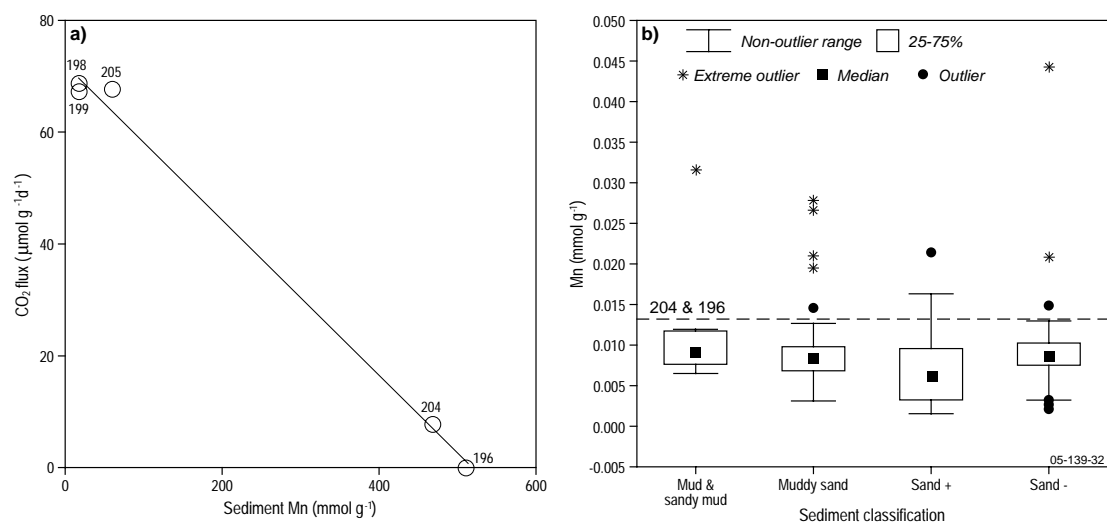 a)
80
60
40
20
0
CO₂ flux (µmol g⁻¹d⁻¹)
198
199
205
204
196
0 200 400 600
Sediment Mn (mmol g⁻¹)
b)
Non-outlier range 25-75%
Extreme outlier Median Outlier
0.050
0.045
0.040
0.035
0.030
0.025
0.020
0.015
0.010
0.005
0.000
-0.005
Mn (mmol g⁻¹)
204 & 196
05-139-32
Mud & sandy mud
Muddy sand
Sand +
Sand -
Sediment classification